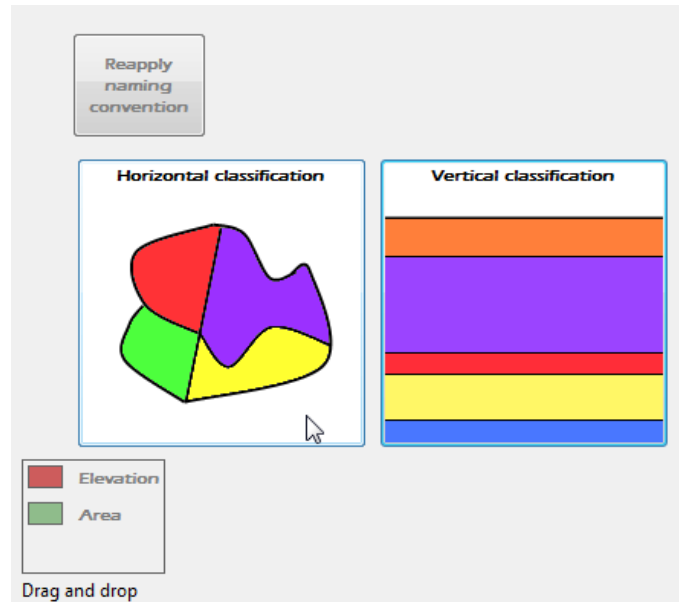 Reapply
naming
convention
Horizontal classification
Vertical classification
Elevation
Area
Drag and drop